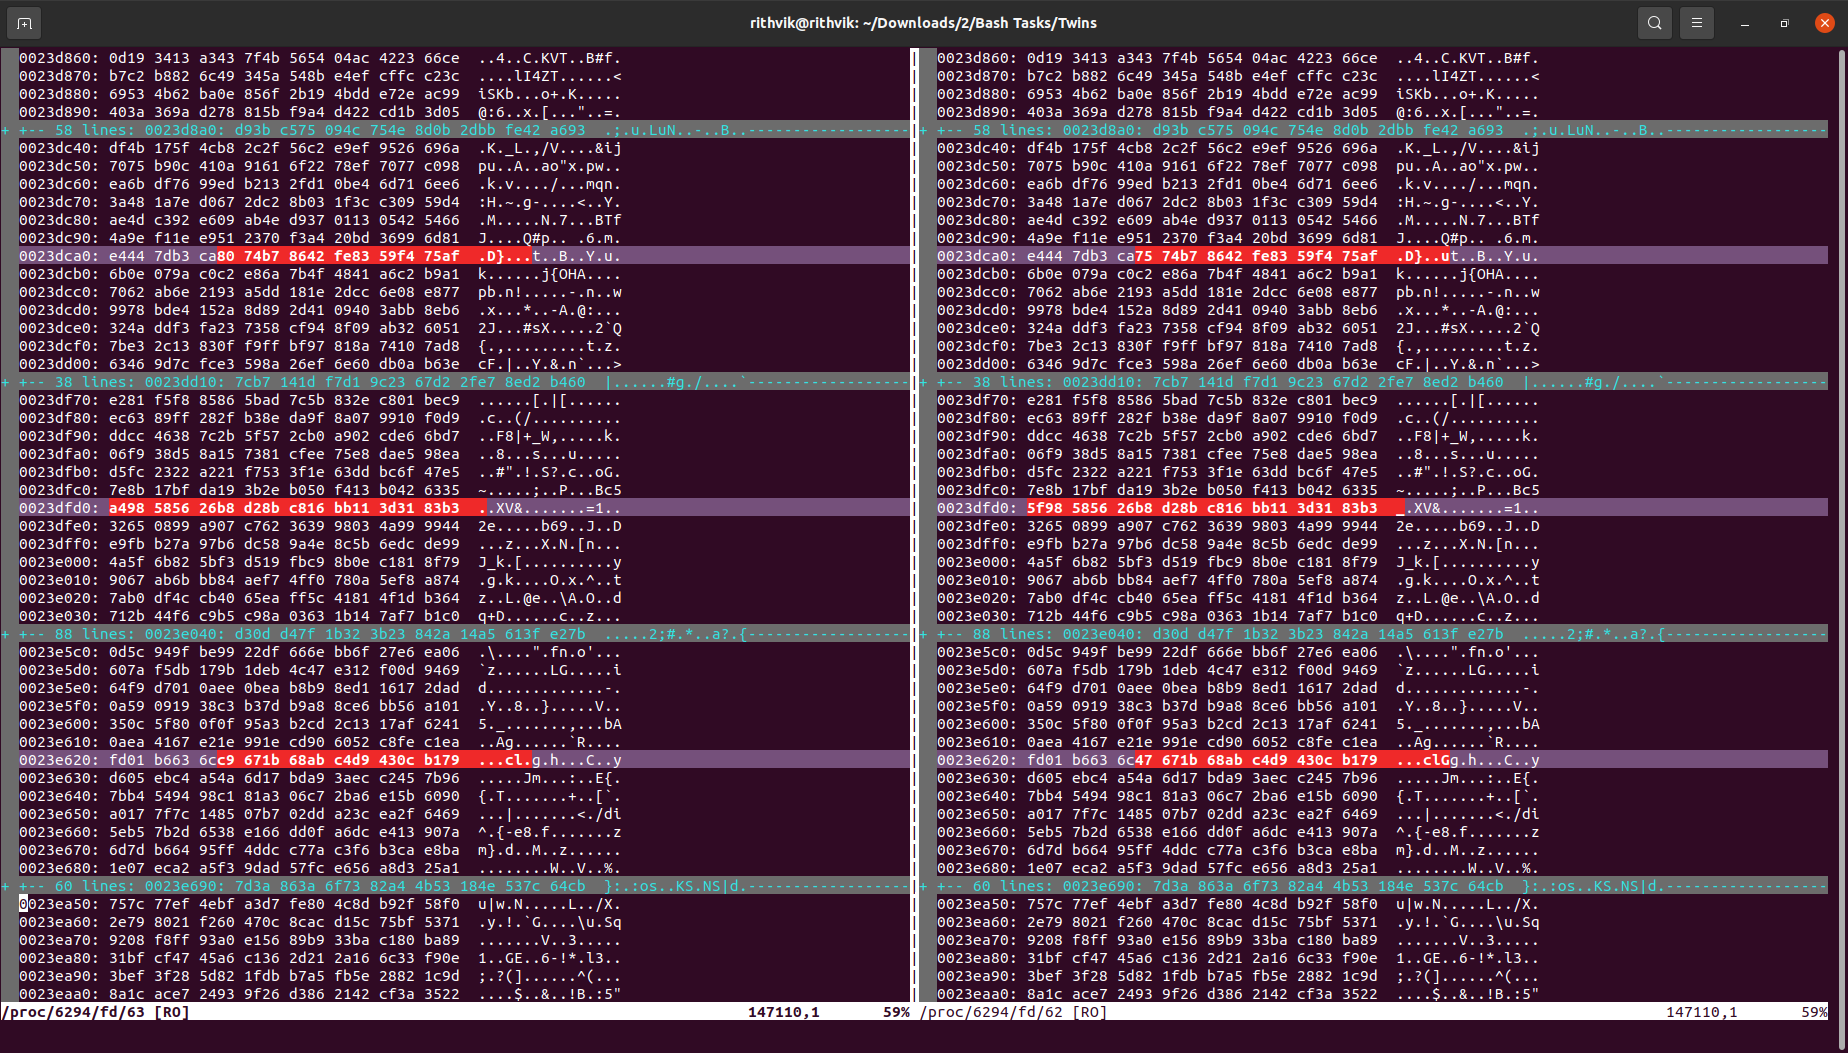 rithvik@rithvik: ~/Downloads/2/Bash Tasks/Twins
0023d860: 0d19 3413 a343 7f4b 5654 04ac 4223 66ce  ..4..C.KVT..B#f.
0023d870: b7c2 b882 6c49 345a 548b e4ef cffc c23c  ....lI4ZT......<
0023d880: 6953 4b62 ba0e 856f 2b19 4bdd e72e ac99  iSKb...o+.K.....
0023d890: 403a 369a d278 815b f9a4 d422 cd1b 3d05  @:6..x.[..."..=.
+ +-- 58 lines: 0023d8a0: d93b c575 094c 754e 8d0b 2dbb fe42 a693  .;.u.LuN..-..B..------------------
0023dc40: df4b 175f 4cb8 2c2f 56c2 e9ef 9526 696a  .K._L.,/V....&ij
0023dc50: 7075 b90c 410a 9161 6f22 78ef 7077 c098  pu..A..ao"x.pw..
0023dc60: ea6b df76 99ed b213 2fd1 0be4 6d71 6ee6  .k.v..../...mqn.
0023dc70: 3a48 1a7e d067 2dc2 8b03 1f3c c309 59d4  :H.~.g-....<..Y.
0023dc80: ae4d c392 e609 ab4e d937 0113 0542 5466  .M.....N.7...BTf
0023dc90: 4a9e f11e e951 2370 f3a4 20bd 3699 6d81  J....Q#p.. .6.m.
0023dca0: e444 7db3 ca80 74b7 8642 fe83 59f4 75af  .D}...t..B..Y.u.
0023dcb0: 6b0e 079a c0c2 e86a 7b4f 4841 a6c2 b9a1  k......j{OHA....
0023dcc0: 7062 ab6e 2193 a5dd 181e 2dcc 6e08 e877  pb.n!.....-.n..w
0023dcd0: 9978 bde4 152a 8d89 2d41 0940 3abb 8eb6  .x...*..-A.@:...
0023dce0: 324a ddf3 fa23 7358 cf94 8f09 ab32 6051  2J...#sX.....2`Q
0023dcf0: 7be3 2c13 830f f9ff bf97 818a 7410 7ad8  {.,.........t.z.
0023dd00: 6346 9d7c fce3 598a 26ef 6e60 db0a b63e  cF.|..Y.&.n`...>
+ +-- 38 lines: 0023dd10: 7cb7 141d f7d1 9c23 67d2 2fe7 8ed2 b460  |......#g./....`------------------
0023df70: e281 f5f8 8586 5bad 7c5b 832e c801 bec9  ......[.|[......
0023df80: ec63 89ff 282f b38e da9f 8a07 9910 f0d9  .c..(/..........
0023df90: ddcc 4638 7c2b 5f57 2cb0 a902 cde6 6bd7  ..F8|+_W,.....k.
0023dfa0: 06f9 38d5 8a15 7381 cfee 75e8 dae5 98ea  ..8...s...u.....
0023dfb0: d5fc 2322 a221 f753 3f1e 63dd bc6f 47e5  ..#".!.S?.c..oG.
0023dfc0: 7e8b 17bf da19 3b2e b050 f413 b042 6335  ~.....;..P...Bc5
0023dfd0: a498 5856 26b8 d28b c816 bb11 3d31 83b3  ..XV&.......=1..
0023dfe0: 3265 0899 a907 c762 3639 9803 4a99 9944  2e.....b69..J..D
0023dff0: e9fb b27a 97b6 dc58 9a4e 8c5b 6edc de99  ...z...X.N.[n...
0023e000: 4a5f 6b82 5bf3 d519 fbc9 8b0e c181 8f79  J_k.[..........y
0023e010: 9067 ab6b bb84 aef7 4ff0 780a 5ef8 a874  .g.k....O.x.^..t
0023e020: 7ab0 df4c cb40 65ea ff5c 4181 4f1d b364  z..L.@e..\A.O..d
0023e030: 712b 44f6 c9b5 c98a 0363 1b14 7af7 b1c0  q+D......c..z...
+ +-- 88 lines: 0023e040: d30d d47f 1b32 3b23 842a 14a5 613f e27b  .....2;#.*..a?.{------------------
0023e5c0: 0d5c 949f be99 22df 666e bb6f 27e6 ea06  .\....".fn.o'...
0023e5d0: 607a f5db 179b 1deb 4c47 e312 f00d 9469  `z......LG.....i
0023e5e0: 64f9 d701 0aee 0bea b8b9 8ed1 1617 2dad  d.............-.
0023e5f0: 0a59 0919 38c3 b37d b9a8 8ce6 bb56 a101  .Y..8..}.....V..
0023e600: 350c 5f80 0f0f 95a3 b2cd 2c13 17af 6241  5._.......,...bA
0023e610: 0aea 4167 e21e 991e cd90 6052 c8fe c1ea  ..Ag......`R....
0023e620: fd01 b663 6cc9 671b 68ab c4d9 430c b179  ...cl.g.h...C..y
0023e630: d605 ebc4 a54a 6d17 bda9 3aec c245 7b96  .....Jm...:..E{.
0023e640: 7bb4 5494 98c1 81a3 06c7 2ba6 e15b 6090  {.T.......+..[`.
0023e650: a017 7f7c 1485 07b7 02dd a23c ea2f 6469  ...|.......<./di
0023e660: 5eb5 7b2d 6538 e166 dd0f a6dc e413 907a  ^.{-e8.f.......z
0023e670: 6d7d b664 95ff 4ddc c77a c3f6 b3ca e8ba  m}.d..M..z......
0023e680: 1e07 eca2 a5f3 9dad 57fc e656 a8d3 25a1  ........W..V..%.
+ +-- 60 lines: 0023e690: 7d3a 863a 6f73 82a4 4b53 184e 537c 64cb  }:.:os..KS.NS|d.------------------
0023ea50: 757c 77ef 4ebf a3d7 fe80 4c8d b92f 58f0  u|w.N.....L../X.
0023ea60: 2e79 8021 f260 470c 8cac d15c 75bf 5371  .y.!.`G....\u.Sq
0023ea70: 9208 f8ff 93a0 e156 89b9 33ba c180 ba89  .......V..3.....
0023ea80: 31bf cf47 45a6 c136 2d21 2a16 6c33 f90e  1..GE..6-!*.l3..
0023ea90: 3bef 3f28 5d82 1fdb b7a5 fb5e 2882 1c9d  ;.?(]......^(...
0023eaa0: 8a1c ace7 2493 9f26 d386 2142 cf3a 3522  ....$..&..!B.:5"
/proc/6294/fd/63 [RO] 147110,1 59%
0023d860: 0d19 3413 a343 7f4b 5654 04ac 4223 66ce  ..4..C.KVT..B#f.
0023d870: b7c2 b882 6c49 345a 548b e4ef cffc c23c  ....lI4ZT......<
0023d880: 6953 4b62 ba0e 856f 2b19 4bdd e72e ac99  iSKb...o+.K.....
0023d890: 403a 369a d278 815b f9a4 d422 cd1b 3d05  @:6..x.[..."..=.
+ +-- 58 lines: 0023d8a0: d93b c575 094c 754e 8d0b 2dbb fe42 a693  .;.u.LuN..-..B..------------------
0023dc40: df4b 175f 4cb8 2c2f 56c2 e9ef 9526 696a  .K._L.,/V....&ij
0023dc50: 7075 b90c 410a 9161 6f22 78ef 7077 c098  pu..A..ao"x.pw..
0023dc60: ea6b df76 99ed b213 2fd1 0be4 6d71 6ee6  .k.v..../...mqn.
0023dc70: 3a48 1a7e d067 2dc2 8b03 1f3c c309 59d4  :H.~.g-....<..Y.
0023dc80: ae4d c392 e609 ab4e d937 0113 0542 5466  .M.....N.7...BTf
0023dc90: 4a9e f11e e951 2370 f3a4 20bd 3699 6d81  J....Q#p.. .6.m.
0023dca0: e444 7db3 ca75 74b7 8642 fe83 59f4 75af  .D}..ut..B..Y.u.
0023dcb0: 6b0e 079a c0c2 e86a 7b4f 4841 a6c2 b9a1  k......j{OHA....
0023dcc0: 7062 ab6e 2193 a5dd 181e 2dcc 6e08 e877  pb.n!.....-.n..w
0023dcd0: 9978 bde4 152a 8d89 2d41 0940 3abb 8eb6  .x...*..-A.@:...
0023dce0: 324a ddf3 fa23 7358 cf94 8f09 ab32 6051  2J...#sX.....2`Q
0023dcf0: 7be3 2c13 830f f9ff bf97 818a 7410 7ad8  {.,.........t.z.
0023dd00: 6346 9d7c fce3 598a 26ef 6e60 db0a b63e  cF.|..Y.&.n`...>
+ +-- 38 lines: 0023dd10: 7cb7 141d f7d1 9c23 67d2 2fe7 8ed2 b460  |......#g./....`------------------
0023df70: e281 f5f8 8586 5bad 7c5b 832e c801 bec9  ......[.|[......
0023df80: ec63 89ff 282f b38e da9f 8a07 9910 f0d9  .c..(/..........
0023df90: ddcc 4638 7c2b 5f57 2cb0 a902 cde6 6bd7  ..F8|+_W,.....k.
0023dfa0: 06f9 38d5 8a15 7381 cfee 75e8 dae5 98ea  ..8...s...u.....
0023dfb0: d5fc 2322 a221 f753 3f1e 63dd bc6f 47e5  ..#".!.S?.c..oG.
0023dfc0: 7e8b 17bf da19 3b2e b050 f413 b042 6335  ~.....;..P...Bc5
0023dfd0: 5f98 5856 26b8 d28b c816 bb11 3d31 83b3  _.XV&.......=1..
0023dfe0: 3265 0899 a907 c762 3639 9803 4a99 9944  2e.....b69..J..D
0023dff0: e9fb b27a 97b6 dc58 9a4e 8c5b 6edc de99  ...z...X.N.[n...
0023e000: 4a5f 6b82 5bf3 d519 fbc9 8b0e c181 8f79  J_k.[..........y
0023e010: 9067 ab6b bb84 aef7 4ff0 780a 5ef8 a874  .g.k....O.x.^..t
0023e020: 7ab0 df4c cb40 65ea ff5c 4181 4f1d b364  z..L.@e..\A.O..d
0023e030: 712b 44f6 c9b5 c98a 0363 1b14 7af7 b1c0  q+D......c..z...
+ +-- 88 lines: 0023e040: d30d d47f 1b32 3b23 842a 14a5 613f e27b  .....2;#.*..a?.{------------------
0023e5c0: 0d5c 949f be99 22df 666e bb6f 27e6 ea06  .\....".fn.o'...
0023e5d0: 607a f5db 179b 1deb 4c47 e312 f00d 9469  `z......LG.....i
0023e5e0: 64f9 d701 0aee 0bea b8b9 8ed1 1617 2dad  d.............-.
0023e5f0: 0a59 0919 38c3 b37d b9a8 8ce6 bb56 a101  .Y..8..}.....V..
0023e600: 350c 5f80 0f0f 95a3 b2cd 2c13 17af 6241  5._.......,...bA
0023e610: 0aea 4167 e21e 991e cd90 6052 c8fe c1ea  ..Ag......`R....
0023e620: fd01 b663 6c47 671b 68ab c4d9 430c b179  ...clGg.h...C..y
0023e630: d605 ebc4 a54a 6d17 bda9 3aec c245 7b96  .....Jm...:..E{.
0023e640: 7bb4 5494 98c1 81a3 06c7 2ba6 e15b 6090  {.T.......+..[`.
0023e650: a017 7f7c 1485 07b7 02dd a23c ea2f 6469  ...|.......<./di
0023e660: 5eb5 7b2d 6538 e166 dd0f a6dc e413 907a  ^.{-e8.f.......z
0023e670: 6d7d b664 95ff 4ddc c77a c3f6 b3ca e8ba  m}.d..M..z......
0023e680: 1e07 eca2 a5f3 9dad 57fc e656 a8d3 25a1  ........W..V..%.
+ +-- 60 lines: 0023e690: 7d3a 863a 6f73 82a4 4b53 184e 537c 64cb  }:.:os..KS.NS|d.------------------
0023ea50: 757c 77ef 4ebf a3d7 fe80 4c8d b92f 58f0  u|w.N.....L../X.
0023ea60: 2e79 8021 f260 470c 8cac d15c 75bf 5371  .y.!.`G....\u.Sq
0023ea70: 9208 f8ff 93a0 e156 89b9 33ba c180 ba89  .......V..3.....
0023ea80: 31bf cf47 45a6 c136 2d21 2a16 6c33 f90e  1..GE..6-!*.l3..
0023ea90: 3bef 3f28 5d82 1fdb b7a5 fb5e 2882 1c9d  ;.?(]......^(...
0023eaa0: 8a1c ace7 2493 9f26 d386 2142 cf3a 3522  ....$..&..!B.:5"
/proc/6294/fd/62 [RO] 147110,1 59%